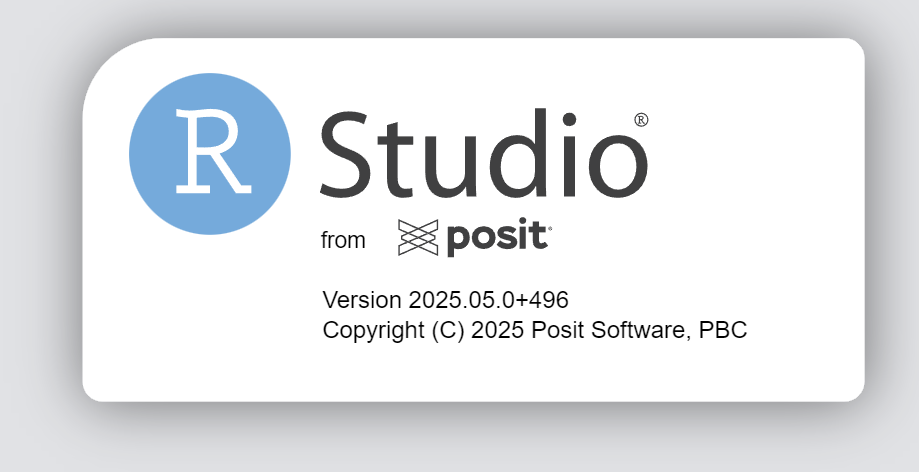 R Studio®
from posit®
Version 2025.05.0+496
Copyright (C) 2025 Posit Software, PBC